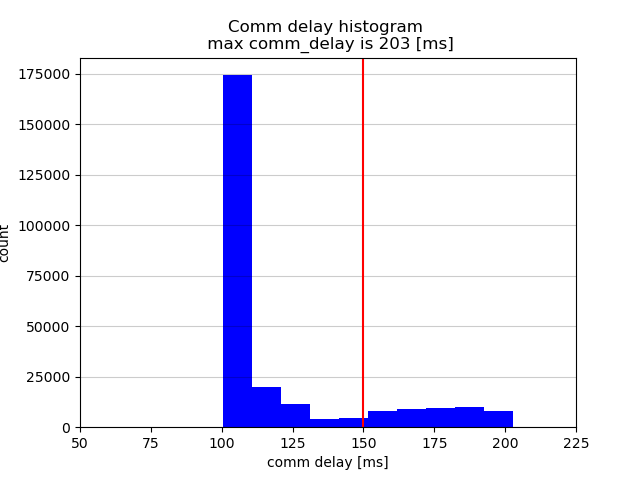 Comm delay histogram
max comm_delay is 203 [ms]
175000
150000
125000
100000
75000
50000
25000
0
count
50 75 100 125 150 175 200 225
comm delay [ms]